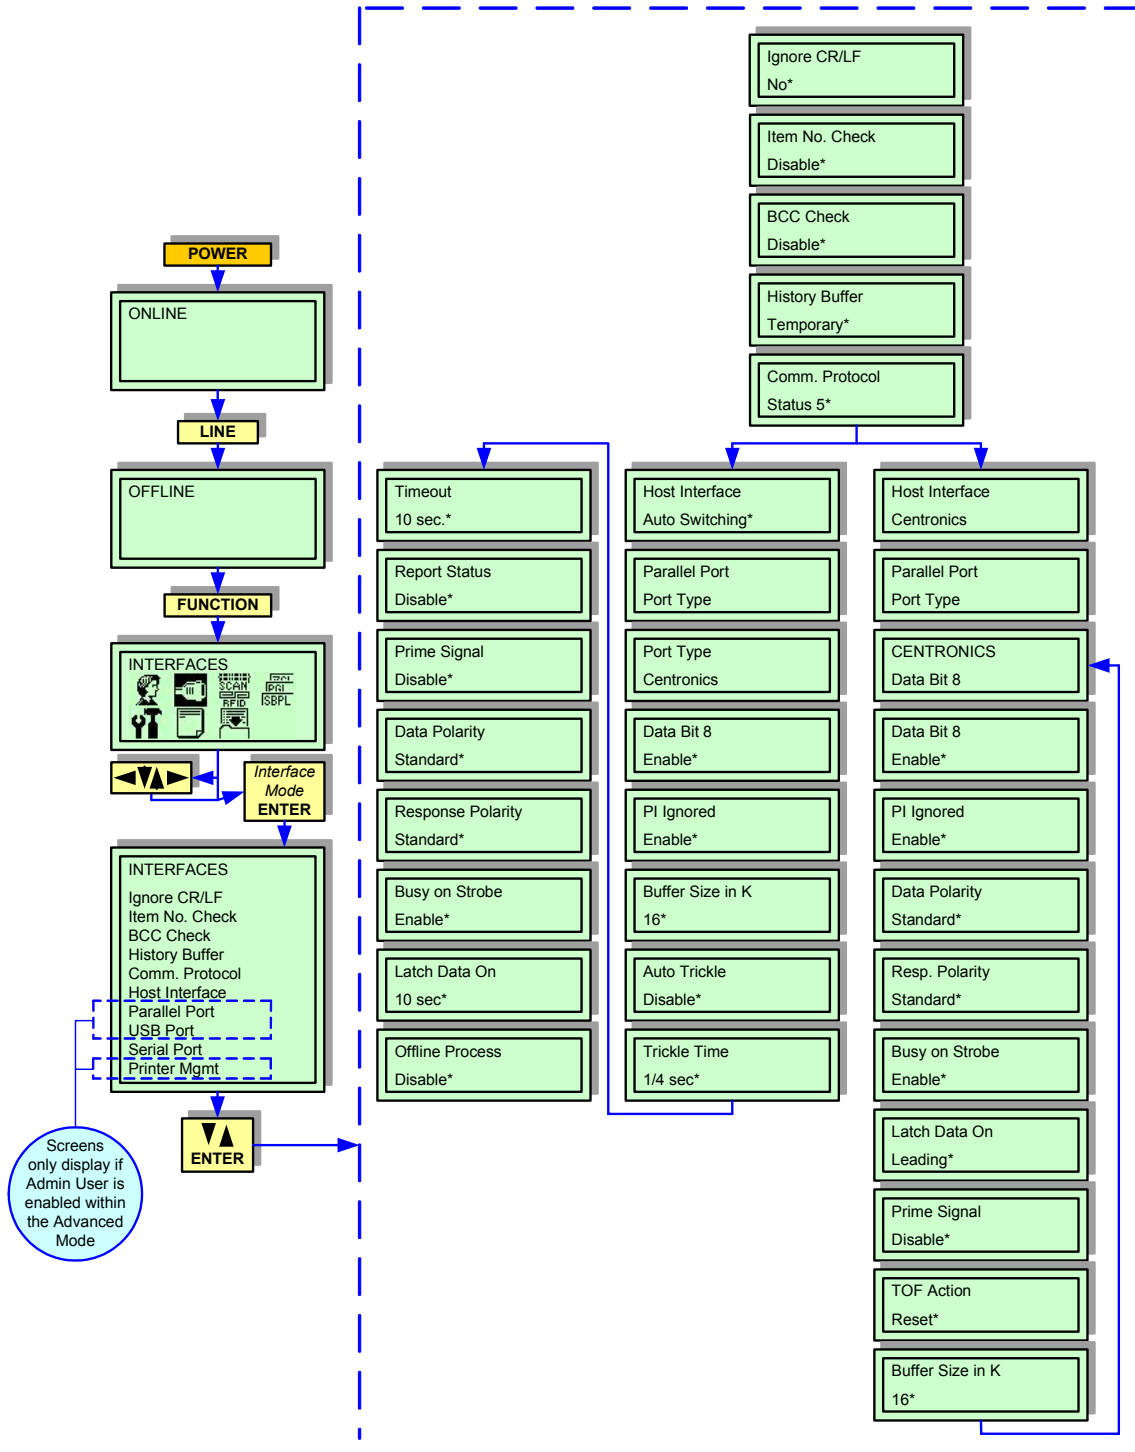 POWER
ONLINE
LINE
OFFLINE
FUNCTION
INTERFACES
SCAN
RFID
DPL
PGL
SBPL
Interface
Mode
ENTER
INTERFACES
Ignore CR/LF
Item No. Check
BCC Check
History Buffer
Comm. Protocol
Host Interface
Parallel Port
USB Port
Serial Port
Printer Mgmt
ENTER
Screens
only display if
Admin User is
enabled within
the Advanced
Mode
Ignore CR/LF
No*
Item No. Check
Disable*
BCC Check
Disable*
History Buffer
Temporary*
Comm. Protocol
Status 5*
Timeout
10 sec.*
Report Status
Disable*
Prime Signal
Disable*
Data Polarity
Standard*
Response Polarity
Standard*
Busy on Strobe
Enable*
Latch Data On
10 sec*
Offline Process
Disable*
Host Interface
Auto Switching*
Parallel Port
Port Type
Port Type
Centronics
Data Bit 8
Enable*
PI Ignored
Enable*
Buffer Size in K
16*
Auto Trickle
Disable*
Trickle Time
1/4 sec*
Host Interface
Centronics
Parallel Port
Port Type
CENTRONICS
Data Bit 8
Data Bit 8
Enable*
PI Ignored
Enable*
Data Polarity
Standard*
Resp. Polarity
Standard*
Busy on Strobe
Enable*
Latch Data On
Leading*
Prime Signal
Disable*
TOF Action
Reset*
Buffer Size in K
16*